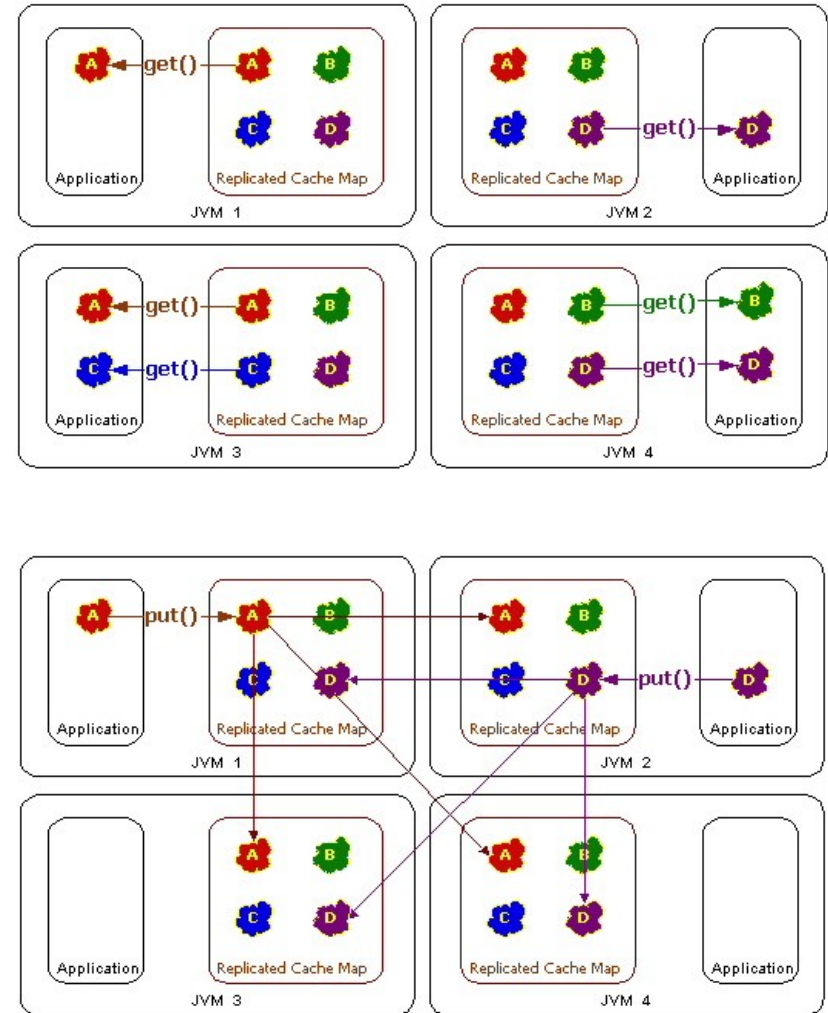 A get() A B A B
C D C D get() D
Application Replicated Cache Map Replicated Cache Map Application
JVM 1 JVM 2
A get() A B A B get() B
C get() C D C D get() D
Application Replicated Cache Map Replicated Cache Map Application
JVM 3 JVM 4
A put() A B A B
C D C D put() D
Application Replicated Cache Map Replicated Cache Map Application
JVM 1 JVM 2
A B A B
C D C D
Application Replicated Cache Map Replicated Cache Map Application
JVM 3 JVM 4